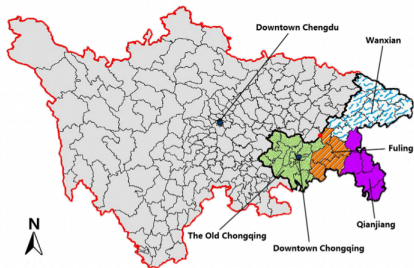 Downtown Chengdu
Wanxian
Fuling
Qianjiang
The Old Chongqing
Downtown Chongqing
N